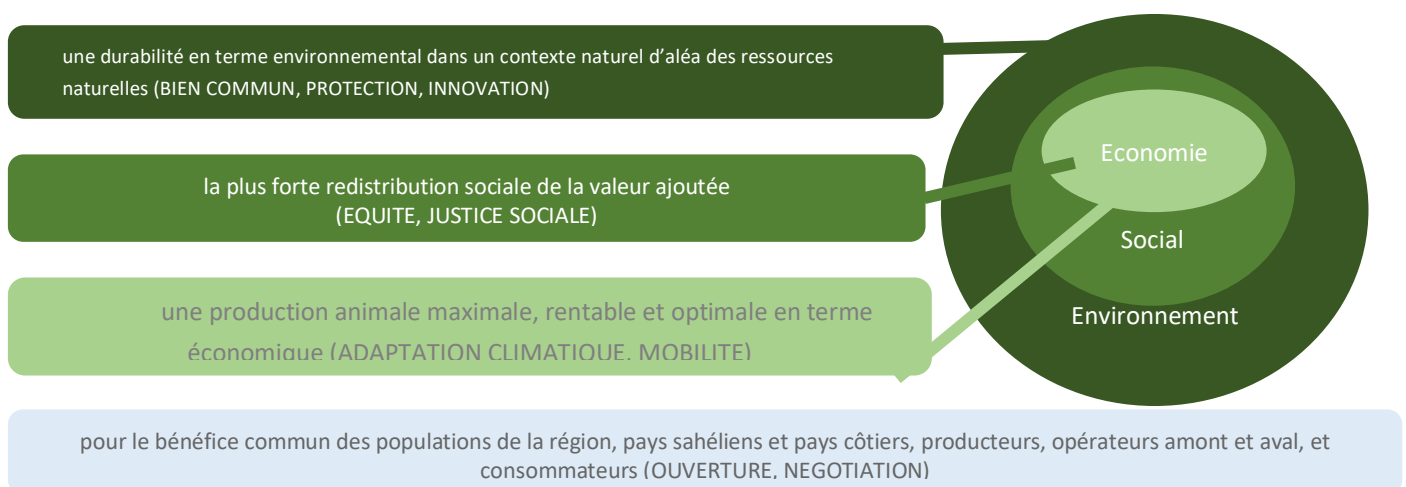 une durabilité en terme environnemental dans un contexte naturel d’aléa des ressources
naturelles (BIEN COMMUN, PROTECTION, INNOVATION)
la plus forte redistribution sociale de la valeur ajoutée
(EQUITE, JUSTICE SOCIALE)
une production animale maximale, rentable et optimale en terme
économique (ADAPTATION CLIMATIQUE, MOBILITE)
pour le bénéfice commun des populations de la région, pays sahéliens et pays côtiers, producteurs, opérateurs amont et aval, et
consommateurs (OUVERTURE, NEGOTIATION)
Economie
Social
Environnement